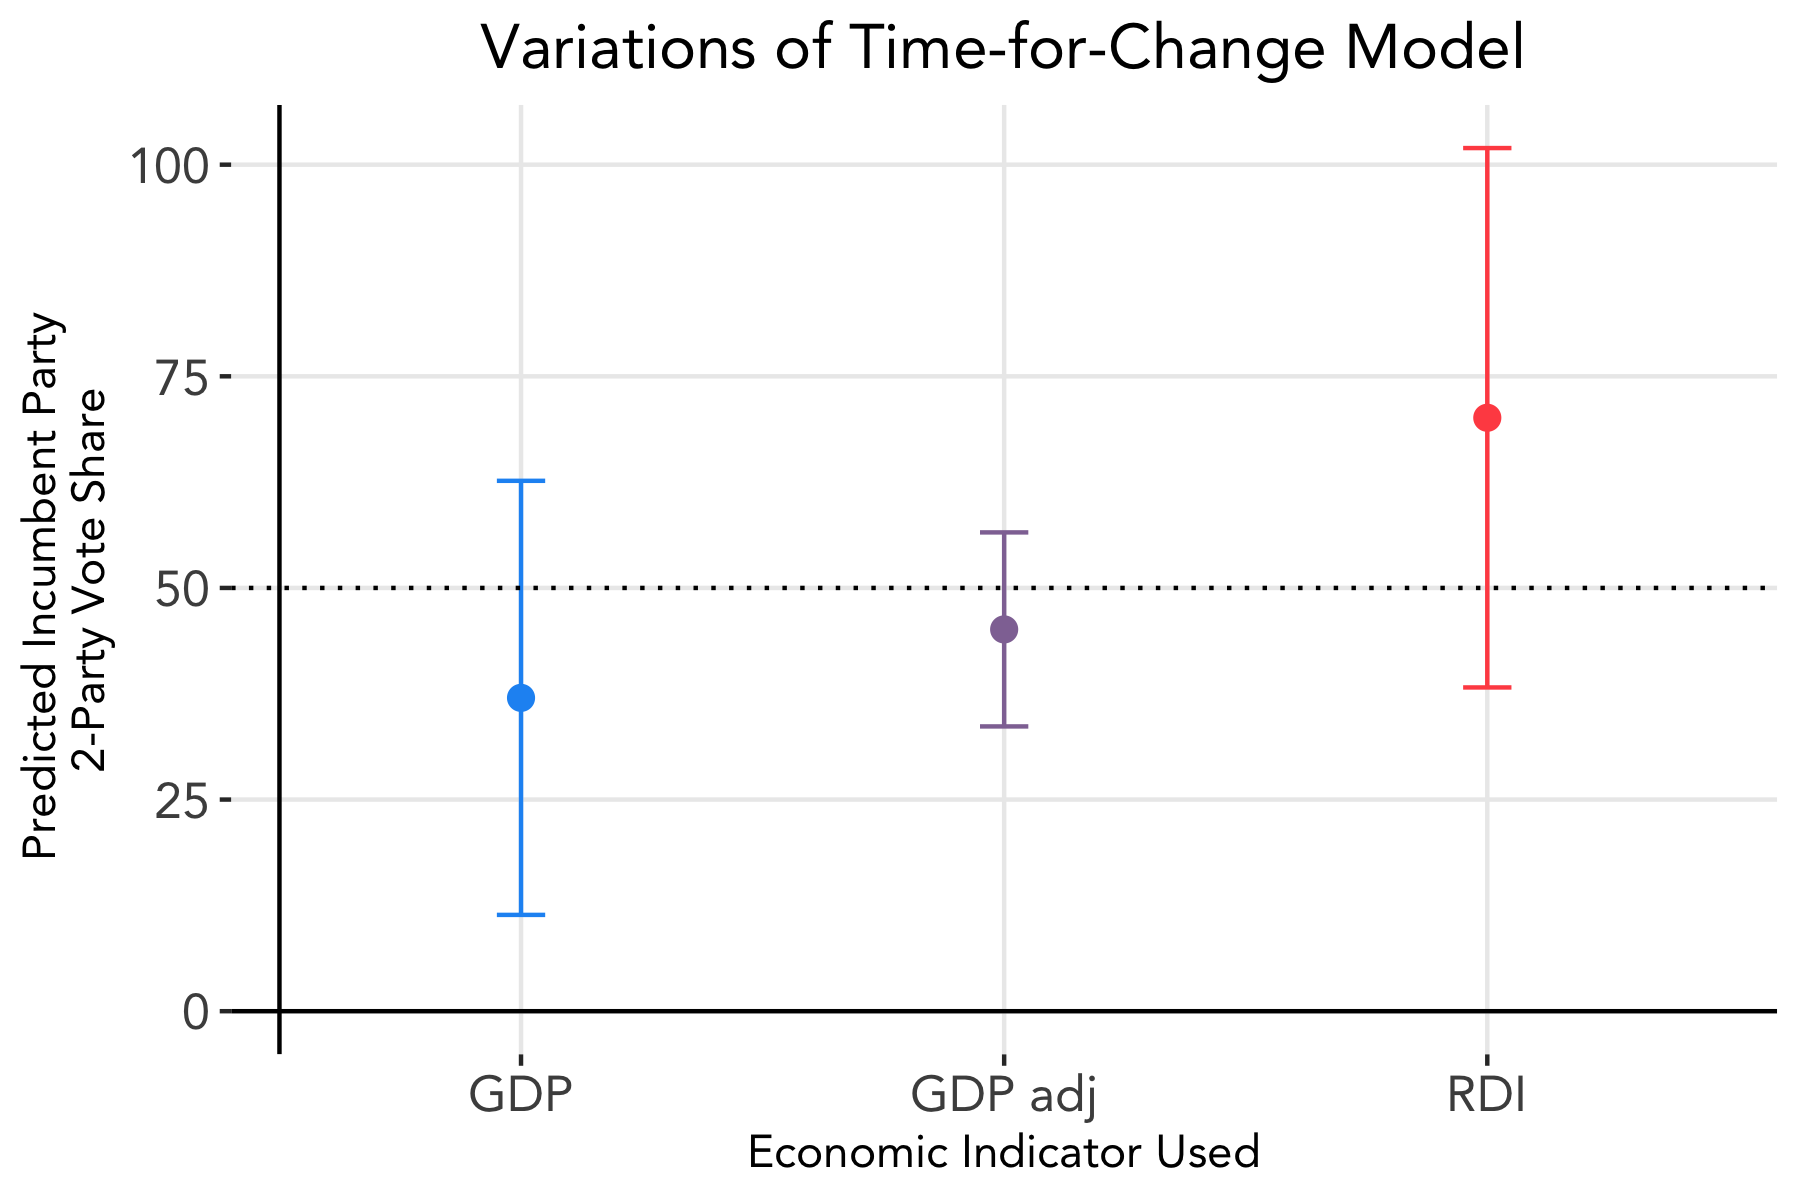 Variations of Time-for-Change Model
Predicted Incumbent Party
2-Party Vote Share
100
75
50
25
0
GDP
GDP adj
RDI
Economic Indicator Used